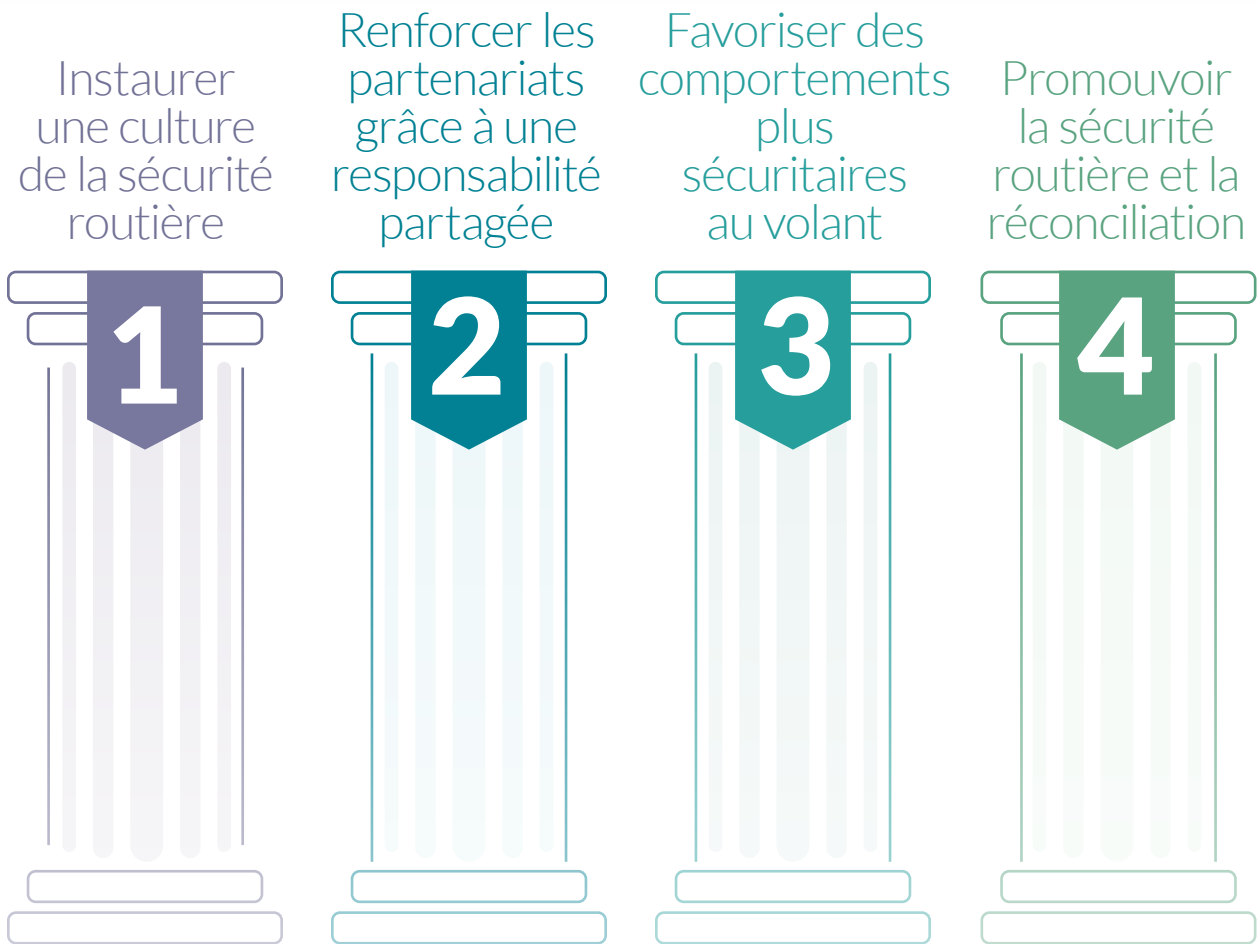 Instaurer
une culture
de la sécurité
routière
1
Renforcer les
partenariats
grâce à une
responsabilité
partagée
2
Favoriser des
comportements
plus
sécuritaires
au volant
3
Promouvoir
la sécurité
routière et la
réconciliation
4